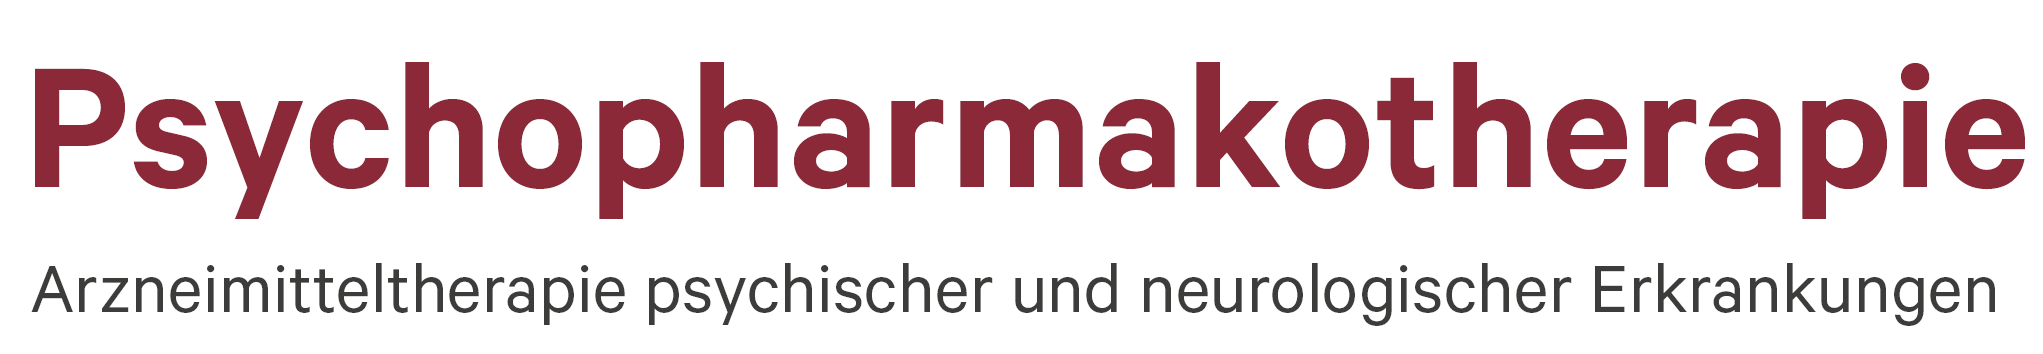 Psychopharmakotherapie
Arzneimitteltherapie psychischer und neurologischer Erkrankungen